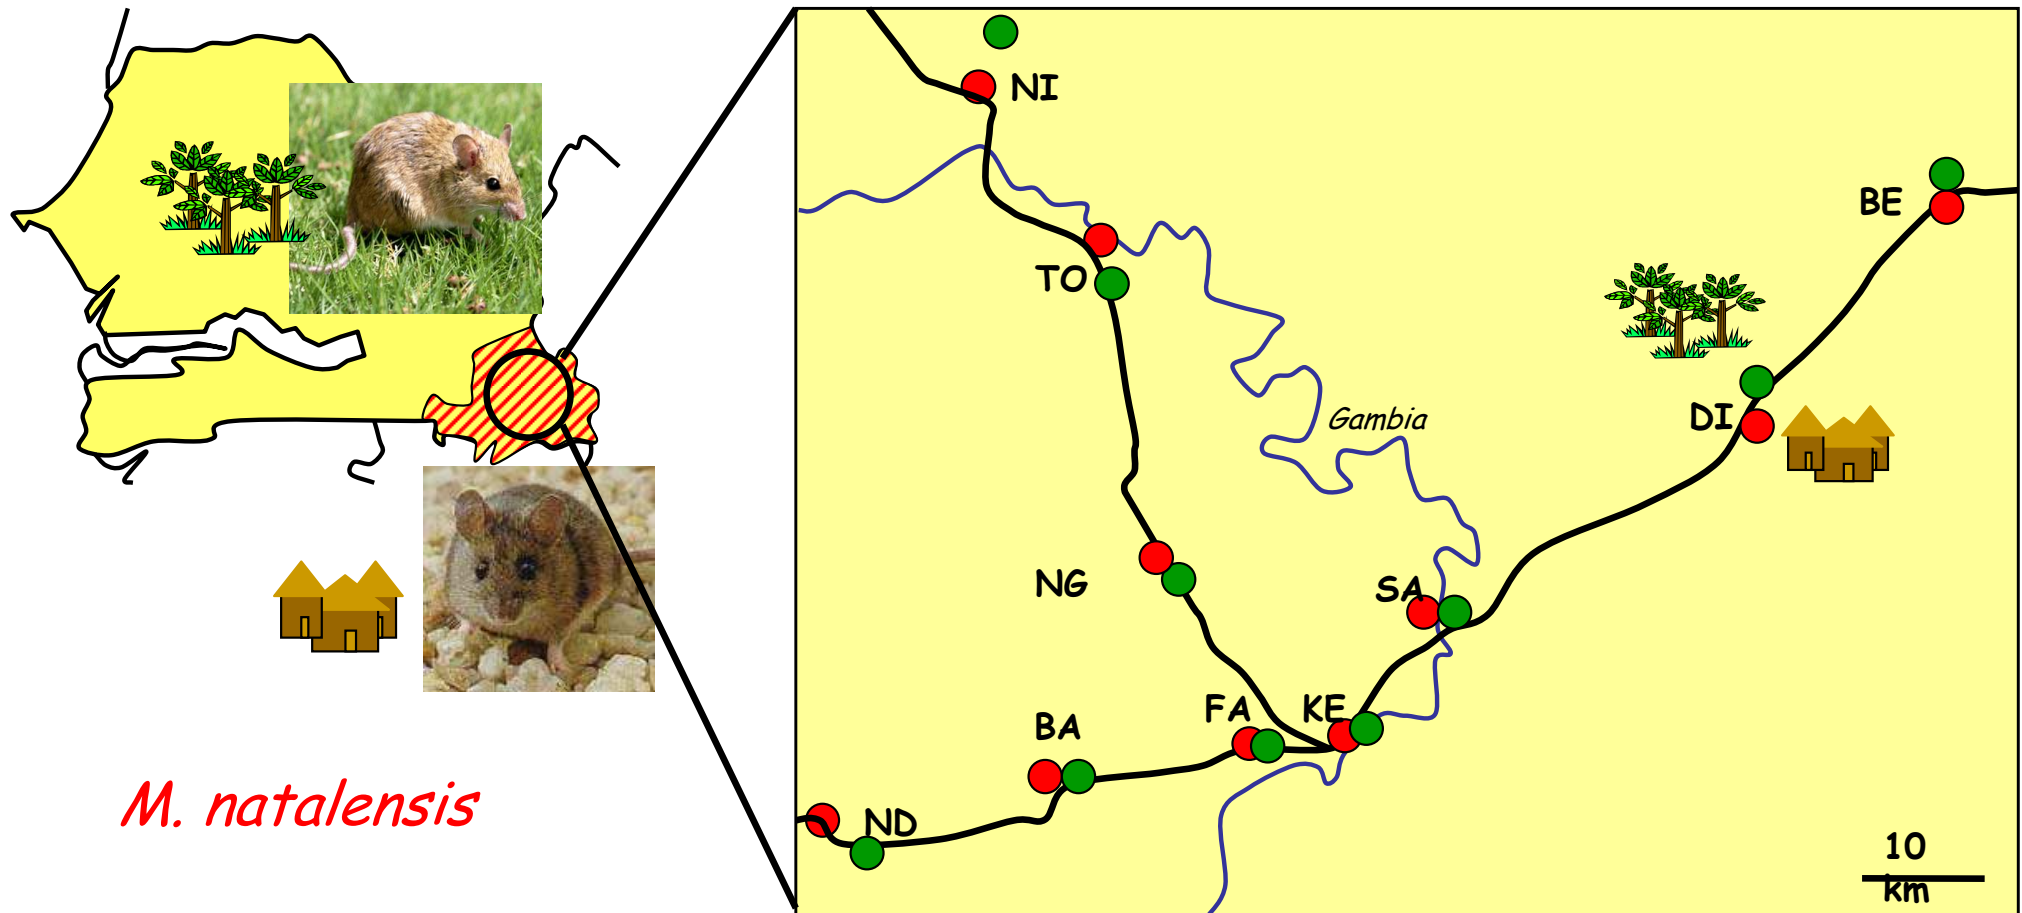 NI
BE
TO
Gambia
DI
NG
SA
FA
KE
BA
M. natalensis
ND
10
km